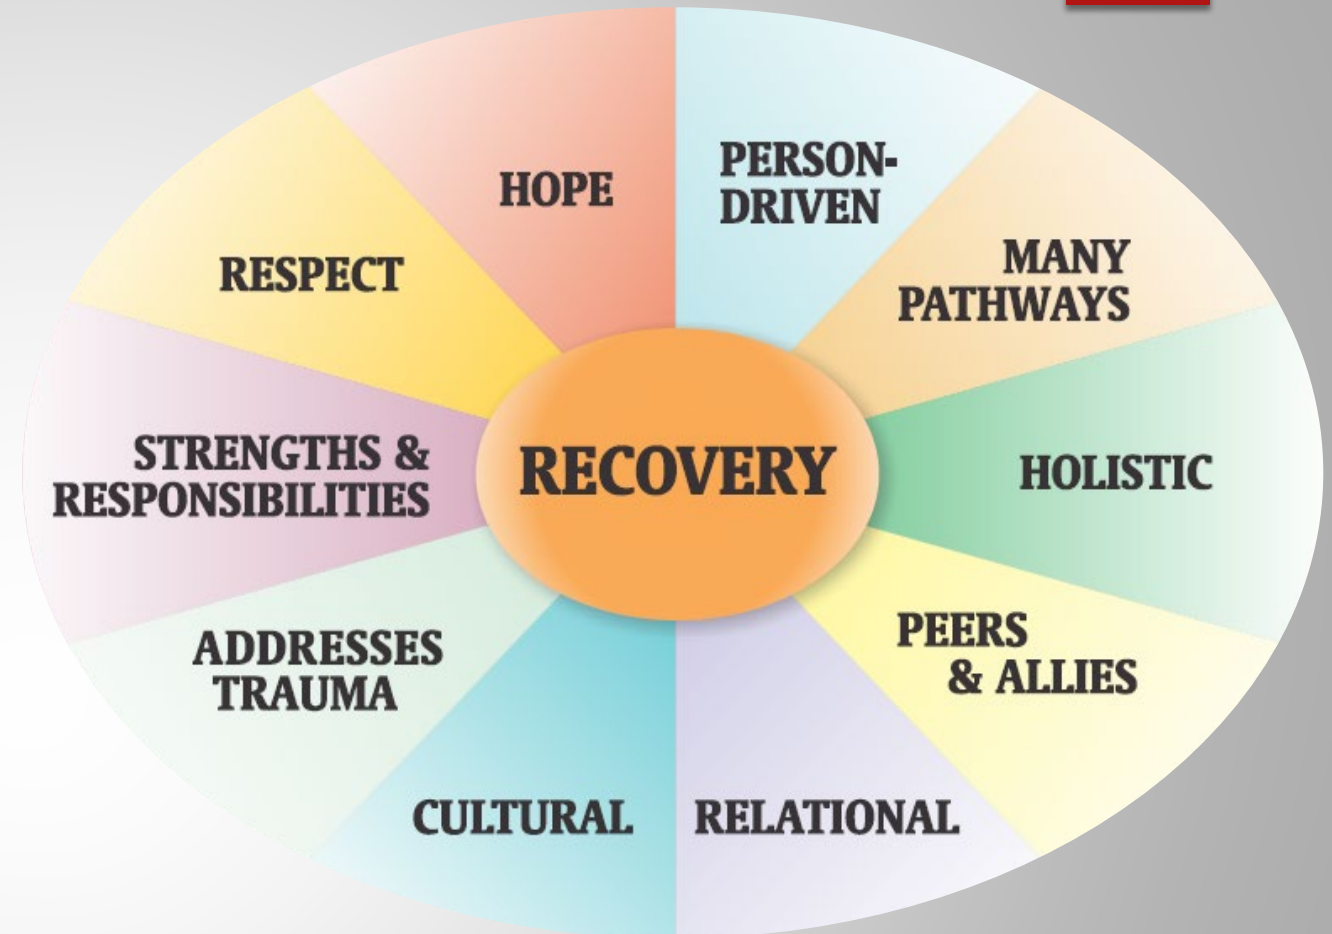 HOPE
PERSON-
DRIVEN
MANY
PATHWAYS
HOLISTIC
PEERS
& ALLIES
RELATIONAL
CULTURAL
ADDRESSES
TRAUMA
STRENGTHS &
RESPONSIBILITIES
RESPECT
RECOVERY